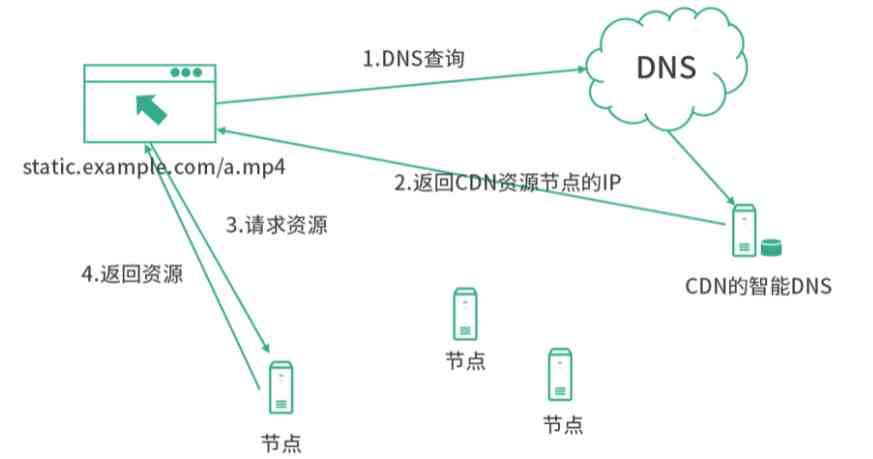 1.DNS查询
DNS
static.example.com/a.mp4
2.返回CDN资源节点的IP
3.请求资源
4.返回资源
CDN的智能DNS
节点
节点
节点